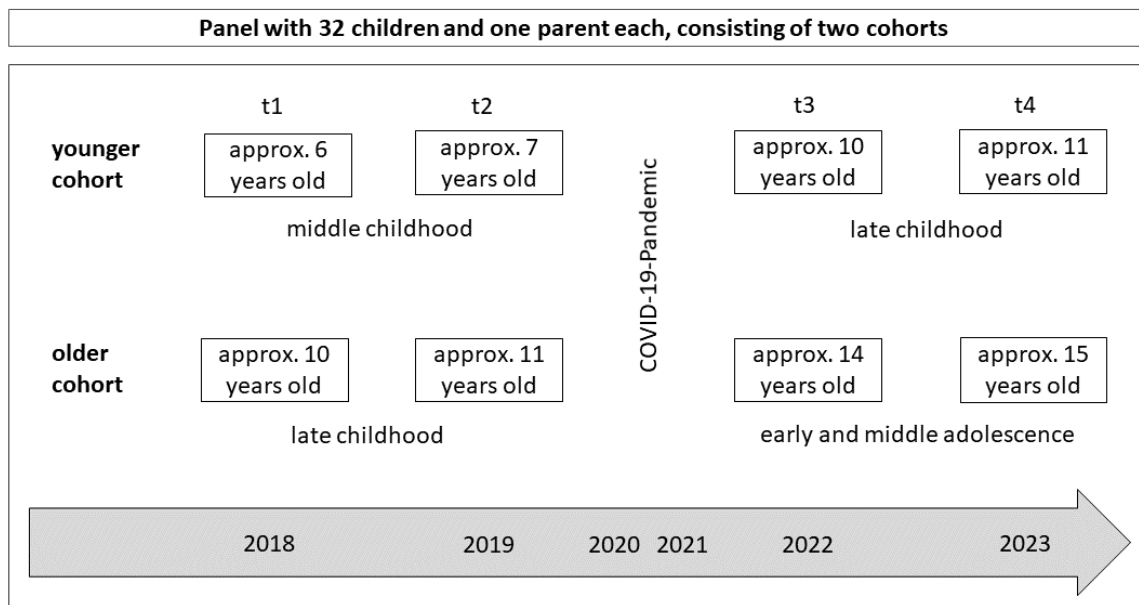 Panel with 32 children and one parent each, consisting of two cohorts
t1 t2 t3 t4
younger cohort
approx. 6 years old
approx. 7 years old
approx. 10 years old
approx. 11 years old
middle childhood
late childhood
COVID-19-Pandemic
older cohort
approx. 10 years old
approx. 11 years old
approx. 14 years old
approx. 15 years old
late childhood
early and middle adolescence
2018 2019 2020 2021 2022 2023